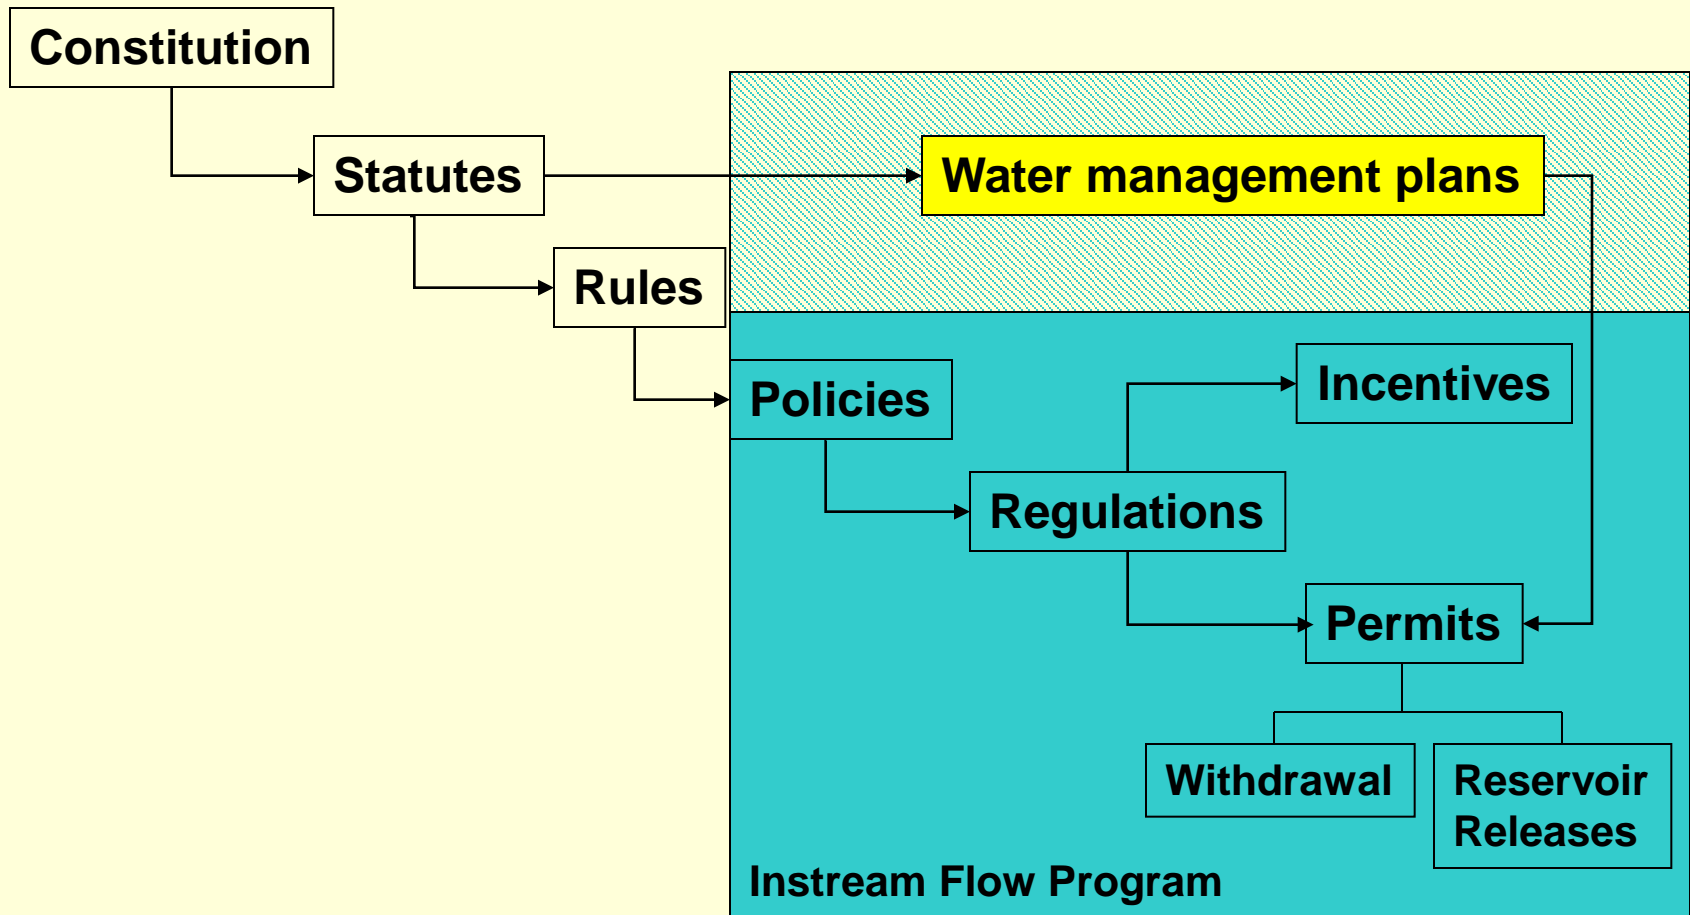 Constitution
Statutes
Water management plans
Rules
Policies
Incentives
Regulations
Permits
Withdrawal
Reservoir
Releases
Instream Flow Program